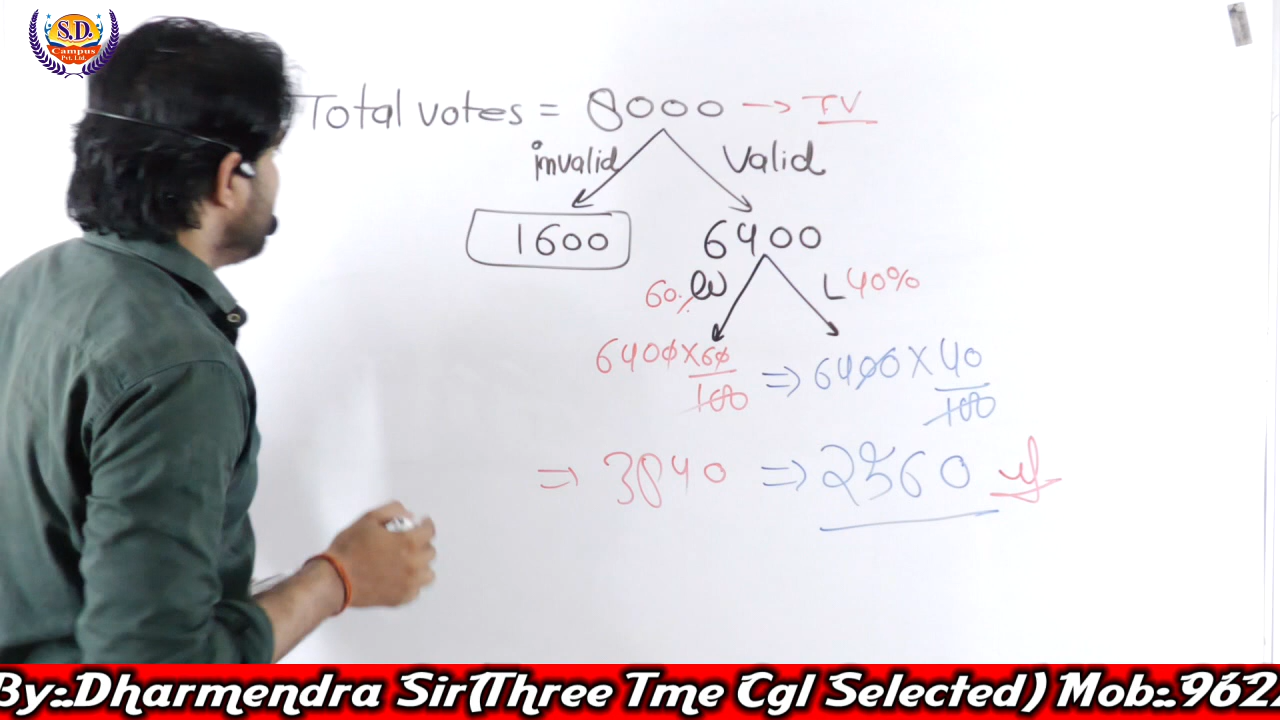 S.D.
Campus
Pvt. Ltd.
Total votes = 8000 → TV
invalid Valid
1600 6400
60% W L 40%
6400 × 60/100 ⇒ 6400 × 40/100
⇒ 3840 ⇒ 2560
By:.Dharmendra Sir(Three Tme Cgl Selected) Mob:.962